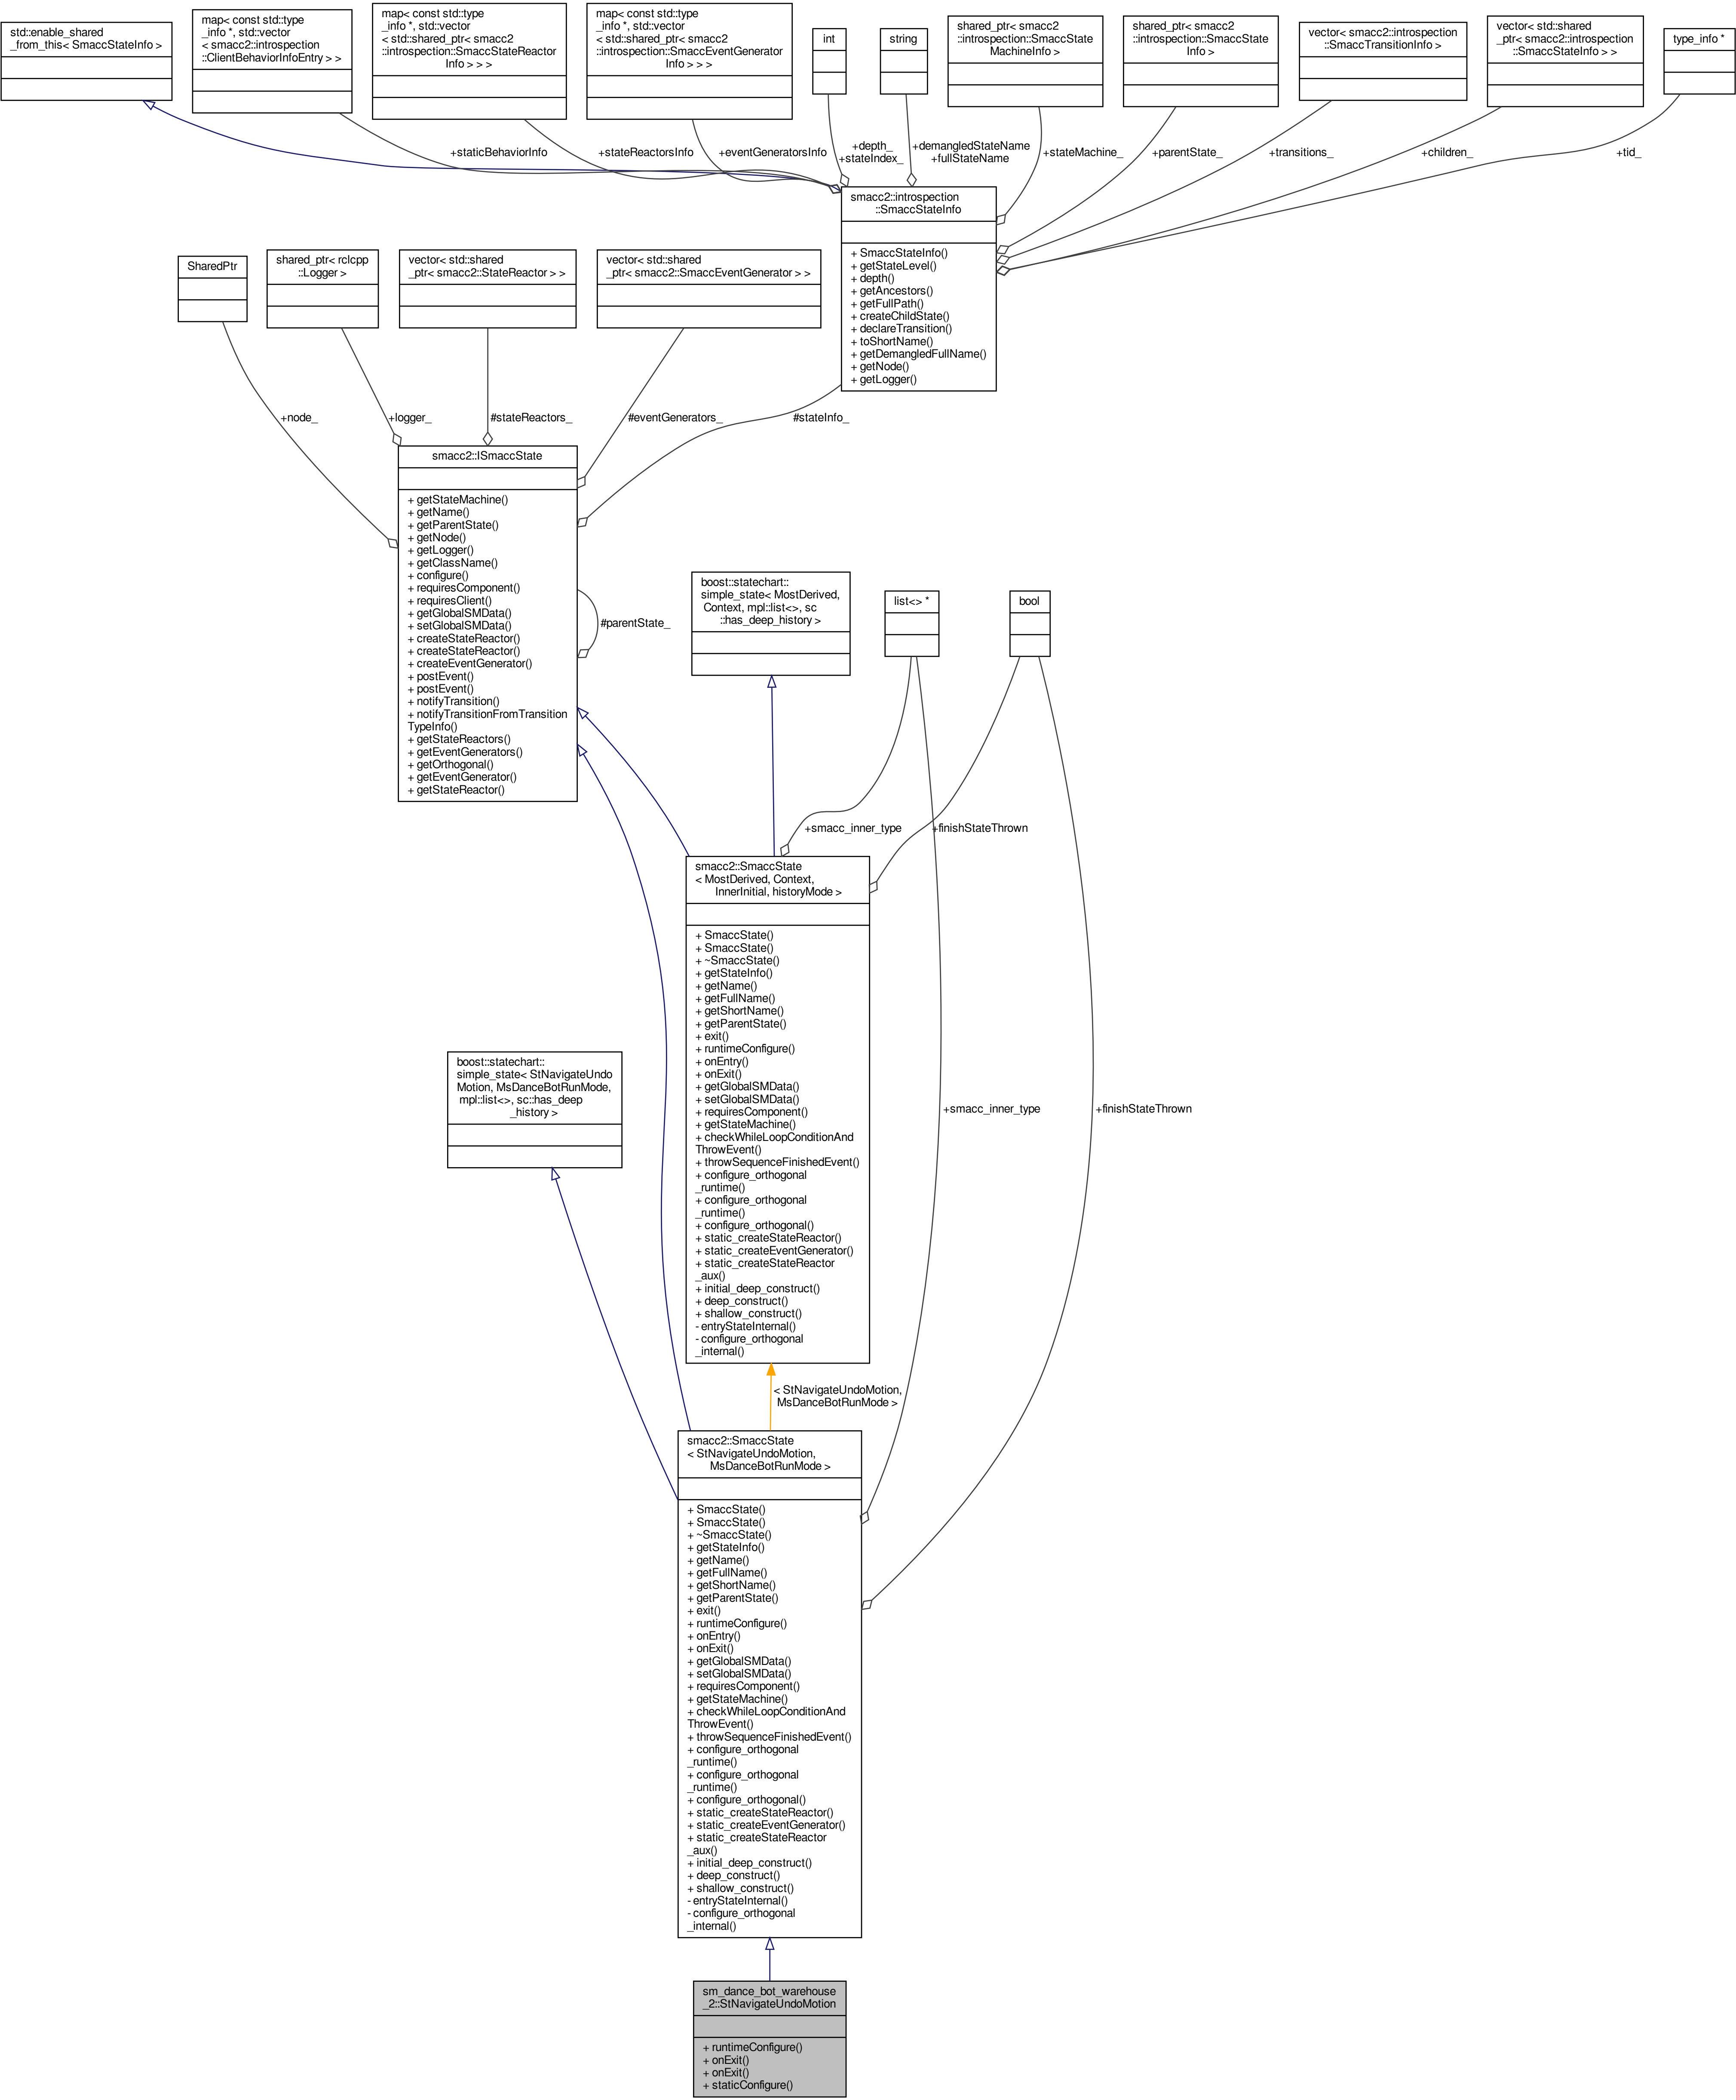 std::enable_shared
_from_this< SmaccStateInfo >
map< const std::type
_info *, std::vector
< smacc2::introspection
::ClientBehaviorInfoEntry > >
map< const std::type
_info *, std::vector
< std::shared_ptr< smacc2
::introspection::SmaccStateReactor
Info > > >
map< const std::type
_info *, std::vector
< std::shared_ptr< smacc2
::introspection::SmaccEventGenerator
Info > > >
int
string
shared_ptr< smacc2
::introspection::SmaccState
MachineInfo >
shared_ptr< smacc2
::introspection::SmaccState
Info >
vector< smacc2::introspection
::SmaccTransitionInfo >
vector< std::shared
_ptr< smacc2::introspection
::SmaccStateInfo > >
type_info *
+staticBehaviorInfo
+stateReactorsInfo
+eventGeneratorsInfo
+depth_
+stateIndex_
+demangledStateName
+fullStateName
+stateMachine_
+parentState_
+transitions_
+children_
+tid_
smacc2::introspection
::SmaccStateInfo
+ SmaccStateInfo()
+ getStateLevel()
+ depth()
+ getAncestors()
+ getFullPath()
+ createChildState()
+ declareTransition()
+ toShortName()
+ getDemangledFullName()
+ getNode()
+ getLogger()
SharedPtr
shared_ptr< rclcpp
::Logger >
vector< std::shared
_ptr< smacc2::StateReactor > >
vector< std::shared
_ptr< smacc2::SmaccEventGenerator > >
+node_
+logger_
#stateReactors_
#eventGenerators_
#stateInfo_
smacc2::ISmaccState
+ getStateMachine()
+ getName()
+ getParentState()
+ getNode()
+ getLogger()
+ getClassName()
+ configure()
+ requiresComponent()
+ requiresClient()
+ getGlobalSMData()
+ setGlobalSMData()
+ createStateReactor()
+ createStateReactor()
+ createEventGenerator()
+ postEvent()
+ postEvent()
+ notifyTransition()
+ notifyTransitionFromTransition
TypeInfo()
+ getStateReactors()
+ getEventGenerators()
+ getOrthogonal()
+ getEventGenerator()
+ getStateReactor()
#parentState_
boost::statechart::
simple_state< MostDerived,
Context, mpl::list<>, sc
::has_deep_history >
list<> *
bool
+smacc_inner_type
+finishStateThrown
smacc2::SmaccState
< MostDerived, Context,
InnerInitial, historyMode >
+ SmaccState()
+ SmaccState()
+ ~SmaccState()
+ getStateInfo()
+ getName()
+ getFullName()
+ getShortName()
+ getParentState()
+ exit()
+ runtimeConfigure()
+ onEntry()
+ onExit()
+ getGlobalSMData()
+ setGlobalSMData()
+ requiresComponent()
+ getStateMachine()
+ checkWhileLoopConditionAnd
ThrowEvent()
+ throwSequenceFinishedEvent()
+ configure_orthogonal
_runtime()
+ configure_orthogonal
_runtime()
+ configure_orthogonal()
+ static_createStateReactor()
+ static_createEventGenerator()
+ static_createStateReactor
_aux()
+ initial_deep_construct()
+ deep_construct()
+ shallow_construct()
- entryStateInternal()
- configure_orthogonal
_internal()
boost::statechart::
simple_state< StNavigateUndo
Motion, MsDanceBotRunMode,
mpl::list<>, sc::has_deep
_history >
+smacc_inner_type
+finishStateThrown
< StNavigateUndoMotion,
MsDanceBotRunMode >
smacc2::SmaccState
< StNavigateUndoMotion,
MsDanceBotRunMode >
+ SmaccState()
+ SmaccState()
+ ~SmaccState()
+ getStateInfo()
+ getName()
+ getFullName()
+ getShortName()
+ getParentState()
+ exit()
+ runtimeConfigure()
+ onEntry()
+ onExit()
+ getGlobalSMData()
+ setGlobalSMData()
+ requiresComponent()
+ getStateMachine()
+ checkWhileLoopConditionAnd
ThrowEvent()
+ throwSequenceFinishedEvent()
+ configure_orthogonal
_runtime()
+ configure_orthogonal
_runtime()
+ configure_orthogonal()
+ static_createStateReactor()
+ static_createEventGenerator()
+ static_createStateReactor
_aux()
+ initial_deep_construct()
+ deep_construct()
+ shallow_construct()
- entryStateInternal()
- configure_orthogonal
_internal()
sm_dance_bot_warehouse
_2::StNavigateUndoMotion
+ runtimeConfigure()
+ onExit()
+ onExit()
+ staticConfigure()